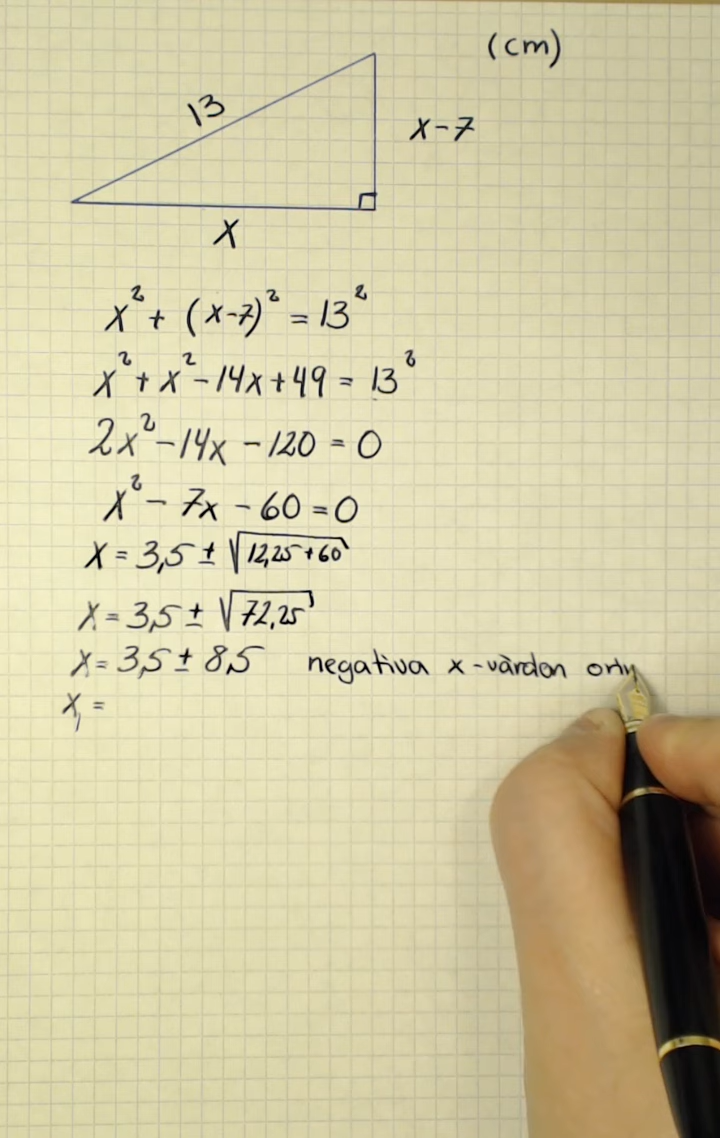 (cm)
13
x-7
x
x² + (x-7)² = 13²
x² + x² - 14x + 49 = 13²
2x² - 14x - 120 = 0
x² - 7x - 60 = 0
x = 3,5 ± √12,25+60
x = 3,5 ± √72,25
x = 3,5 ± 8,5 negativa x-värden
x₁ =